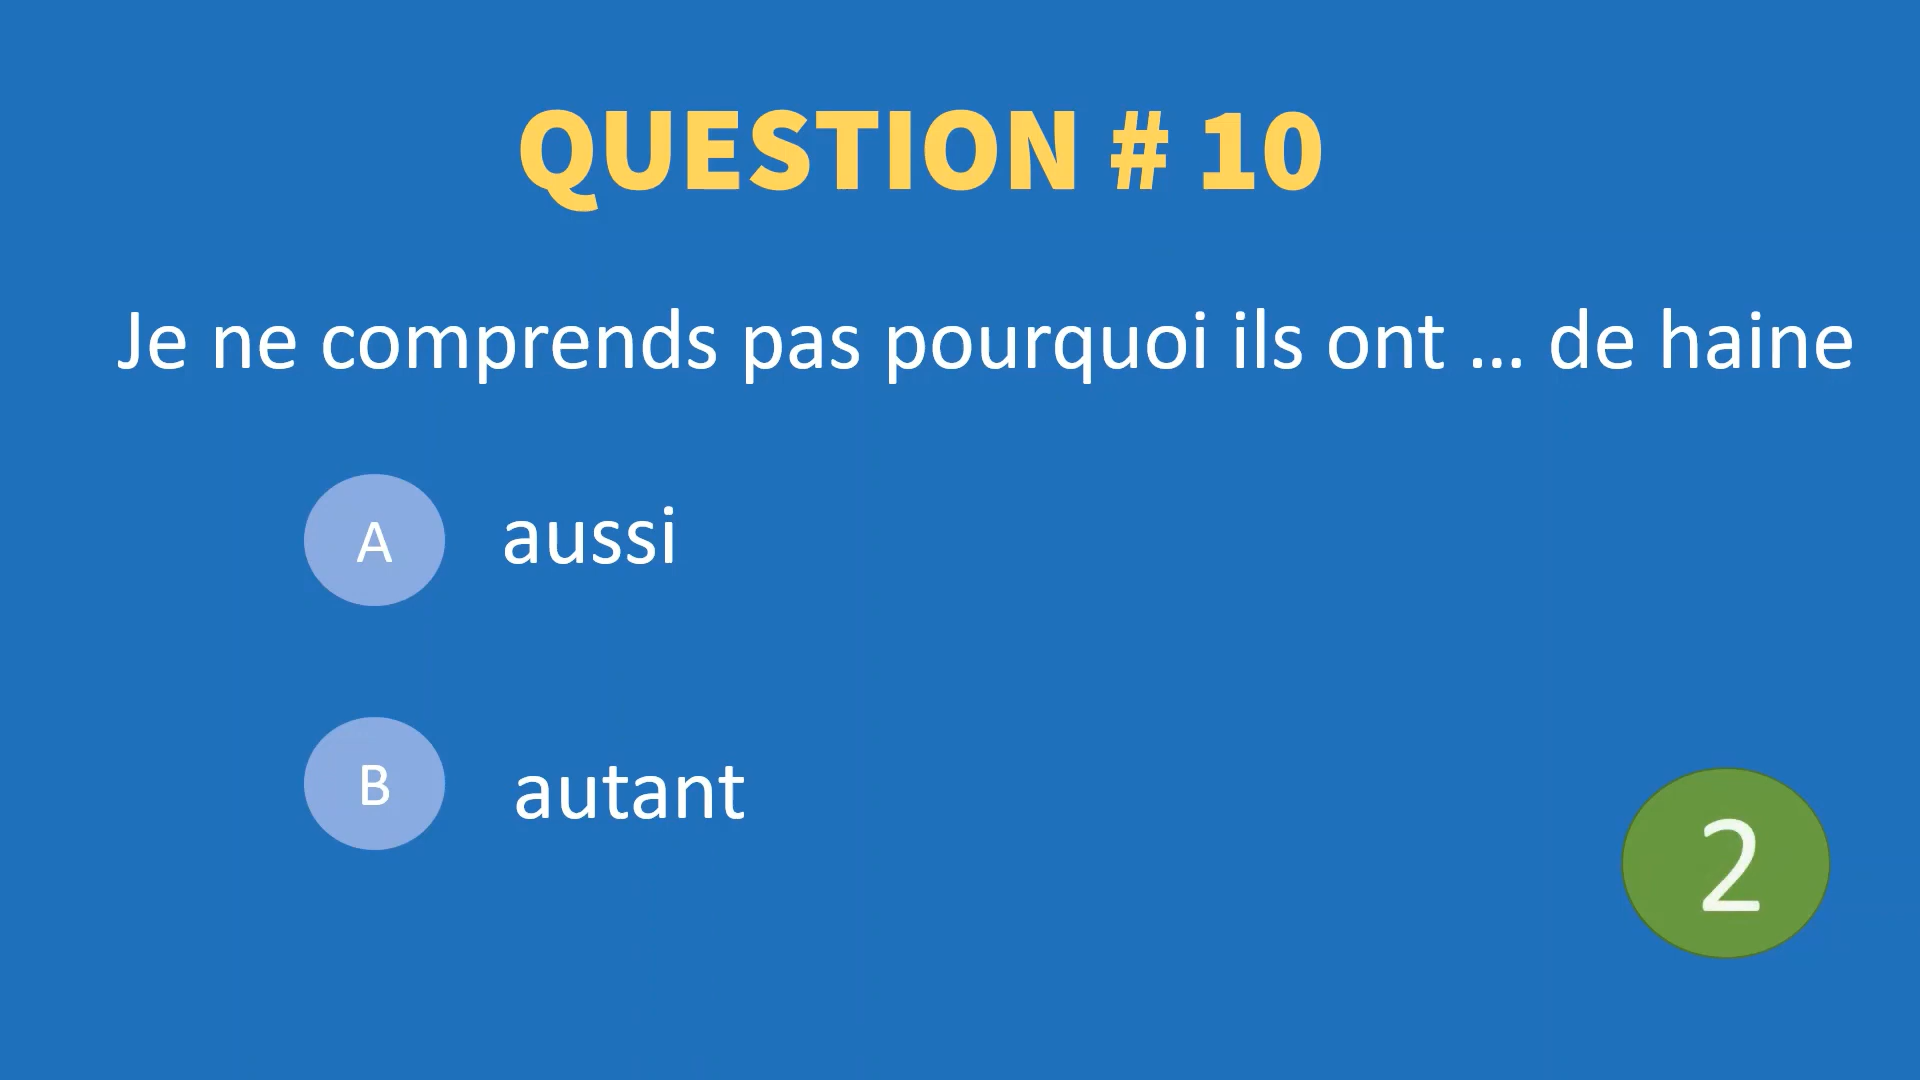 QUESTION # 10
Je ne comprends pas pourquoi ils ont ... de haine
A aussi
B autant
2